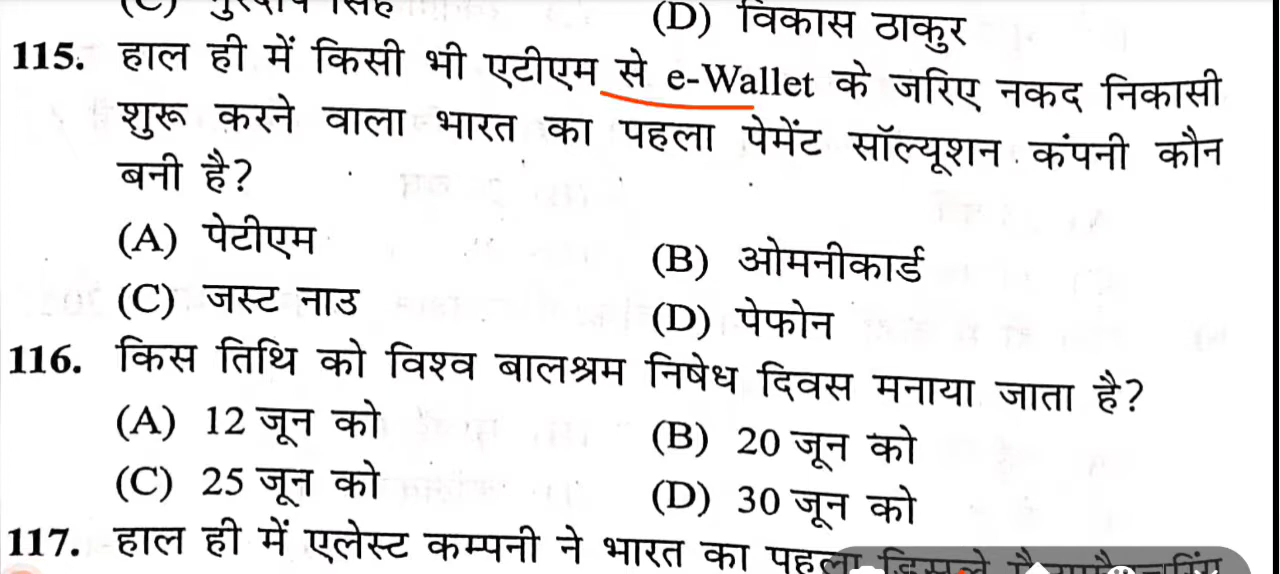 (D) विकास ठाकुर
115. हाल ही में किसी भी एटीएम से e-Wallet के जरिए नकद निकासी
शुरू करने वाला भारत का पहला पेमेंट सॉल्यूशन कंपनी कौन
बनी है?
(A) पेटीएम
(B) ओमनीकार्ड
(C) जस्ट नाउ
(D) पेफोन
116. किस तिथि को विश्व बालश्रम निषेध दिवस मनाया जाता है?
(A) 12 जून को
(B) 20 जून को
(C) 25 जून को
(D) 30 जून को
117. हाल ही में एलेस्ट कम्पनी ने भारत का पहला